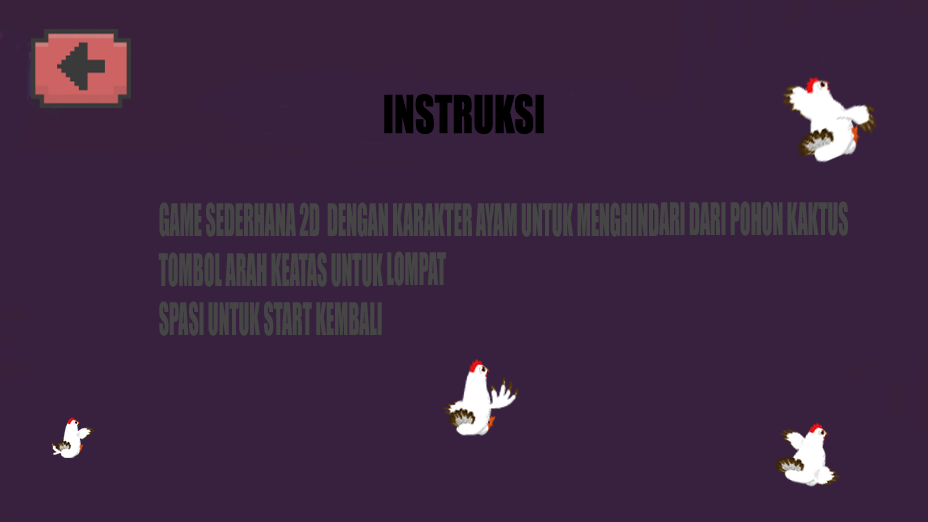 INSTRUKSI
GAME SEDERHANA 2D DENGAN KARAKTER AYAM UNTUK MENGHINDARI DARI POHON KAKTUS
TOMBOL ARAH KEATAS UNTUK LOMPAT
SPASI UNTUK START KEMBALI